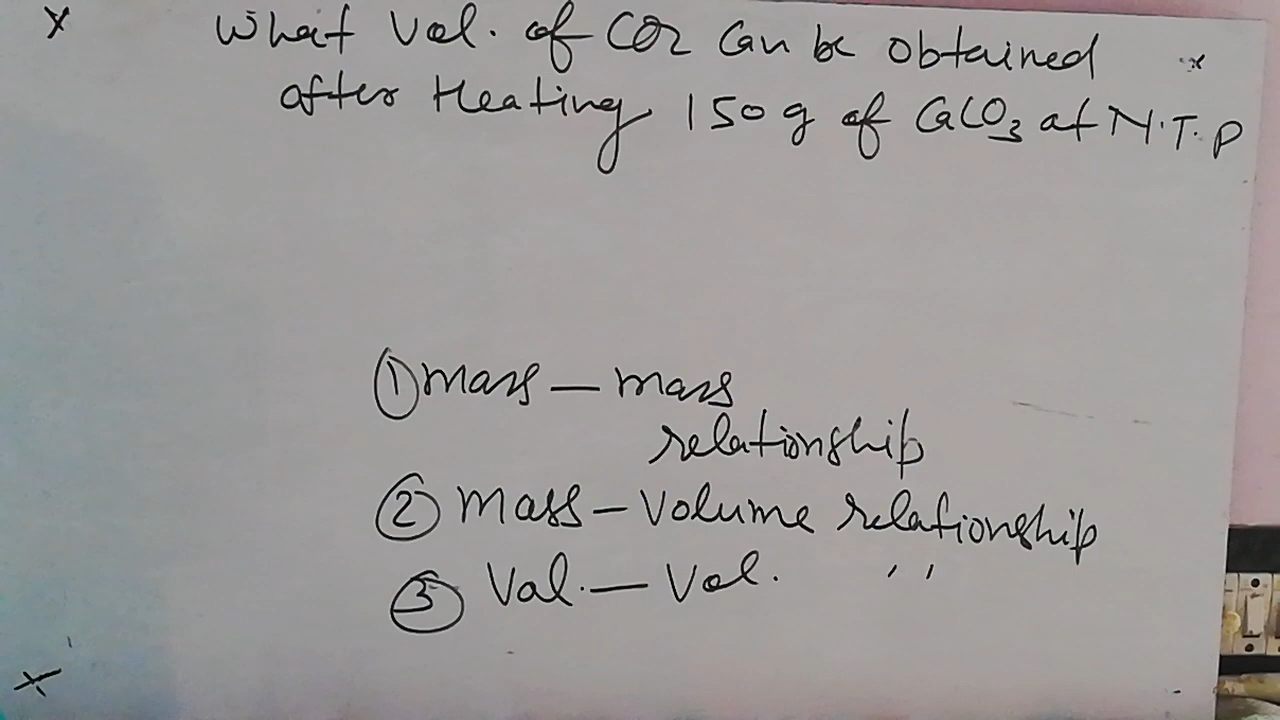 What Vol. of CO2 Can be obtained
after Heating 150 g of CaCO3 at N.T.P
① mass — mass
relationship
② Mass — Volume relationship
③ Vol. — Vol. ''